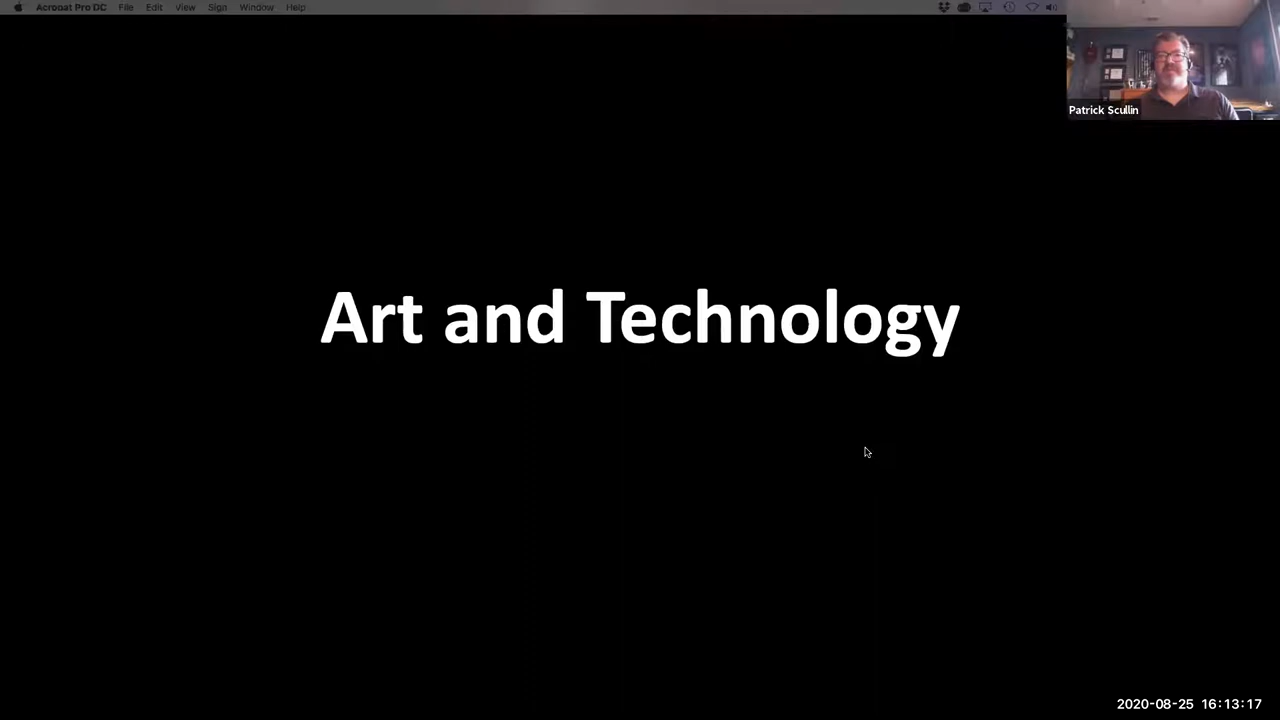 Acrobat Pro DC File Edit View Sign Window Help
Patrick Scullin
Art and Technology
2020-08-25 16:13:17